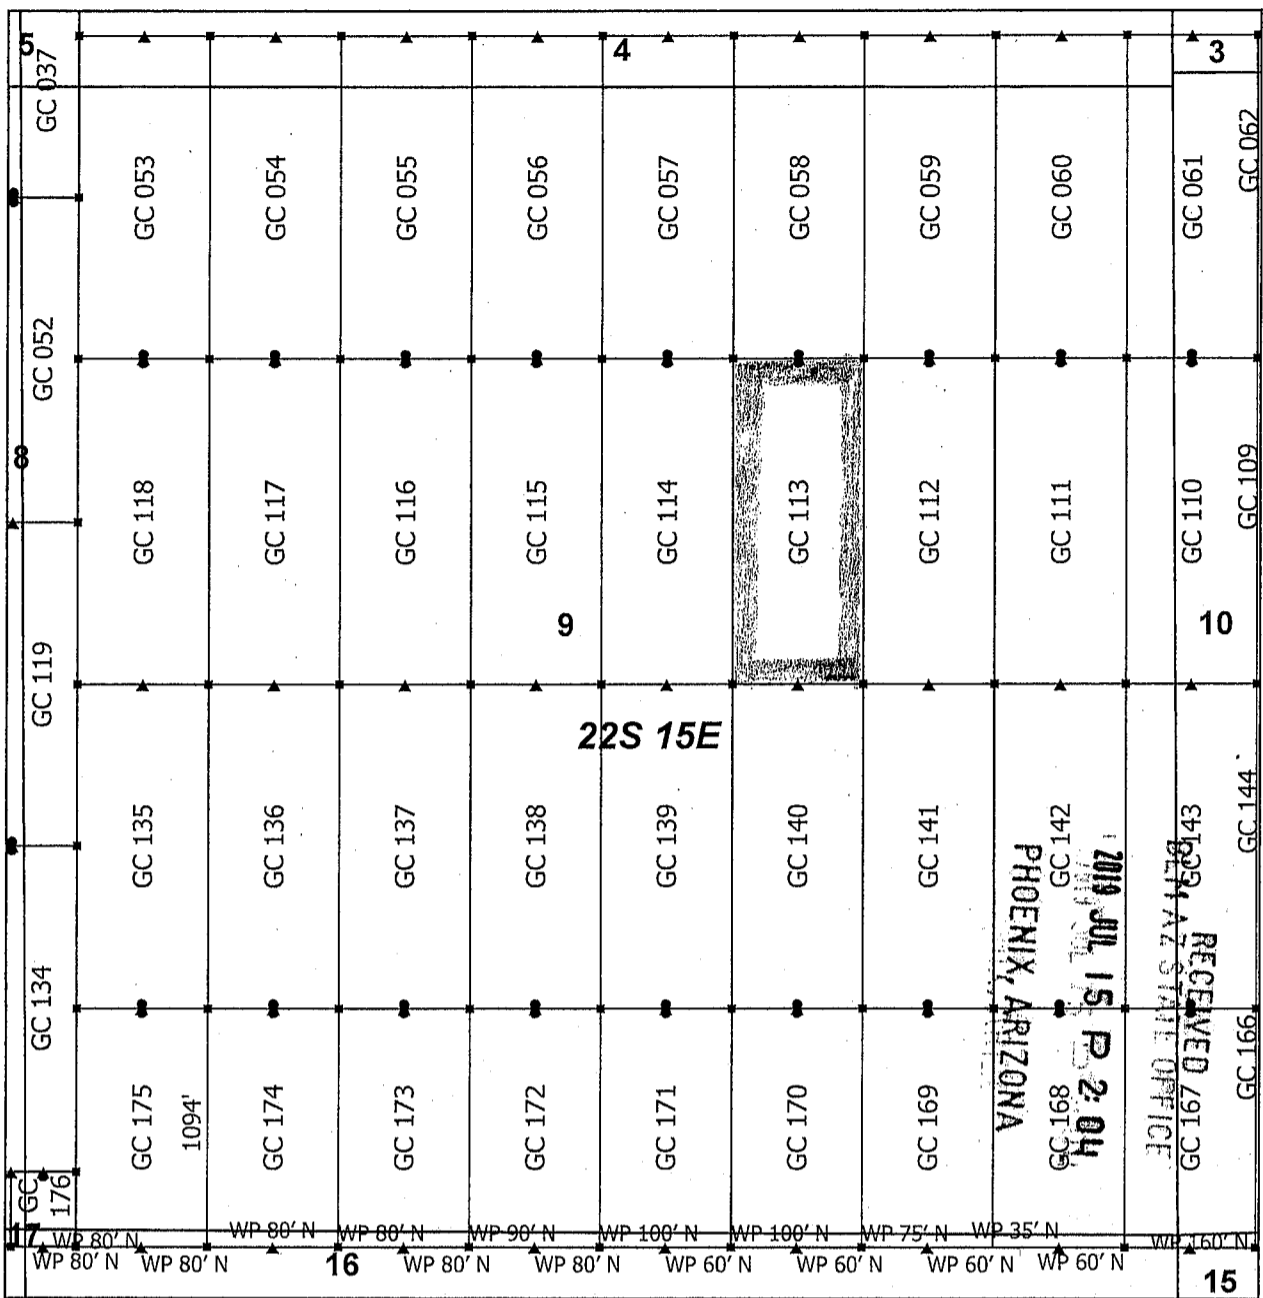 5
4
3
GC 037
GC 053
GC 054
GC 055
GC 056
GC 057
GC 058
GC 059
GC 060
GC 061
GC 062
GC 052
8
GC 118
GC 117
GC 116
GC 115
GC 114
GC 113
GC 112
GC 111
GC 110
GC 109
9
10
GC 119
22S 15E
GC 135
GC 136
GC 137
GC 138
GC 139
GC 140
GC 141
GC 142
GC 143
GC 144
RECEIVED
BLM AZ STATE OFFICE
2019 JUL 15 P 2:04
PHOENIX, ARIZONA
GC 134
GC 175
1094'
GC 174
GC 173
GC 172
GC 171
GC 170
GC 169
GC 168
GC 167
GC 166
GC 176
17
WP 80' N
WP 80' N
WP 80' N
WP 90' N
WP 100' N
WP 100' N
WP 75' N
WP 35' N
WP 160' N
WP 80' N
WP 80' N
16
WP 80' N
WP 80' N
WP 60' N
WP 60' N
WP 60' N
WP 60' N
15